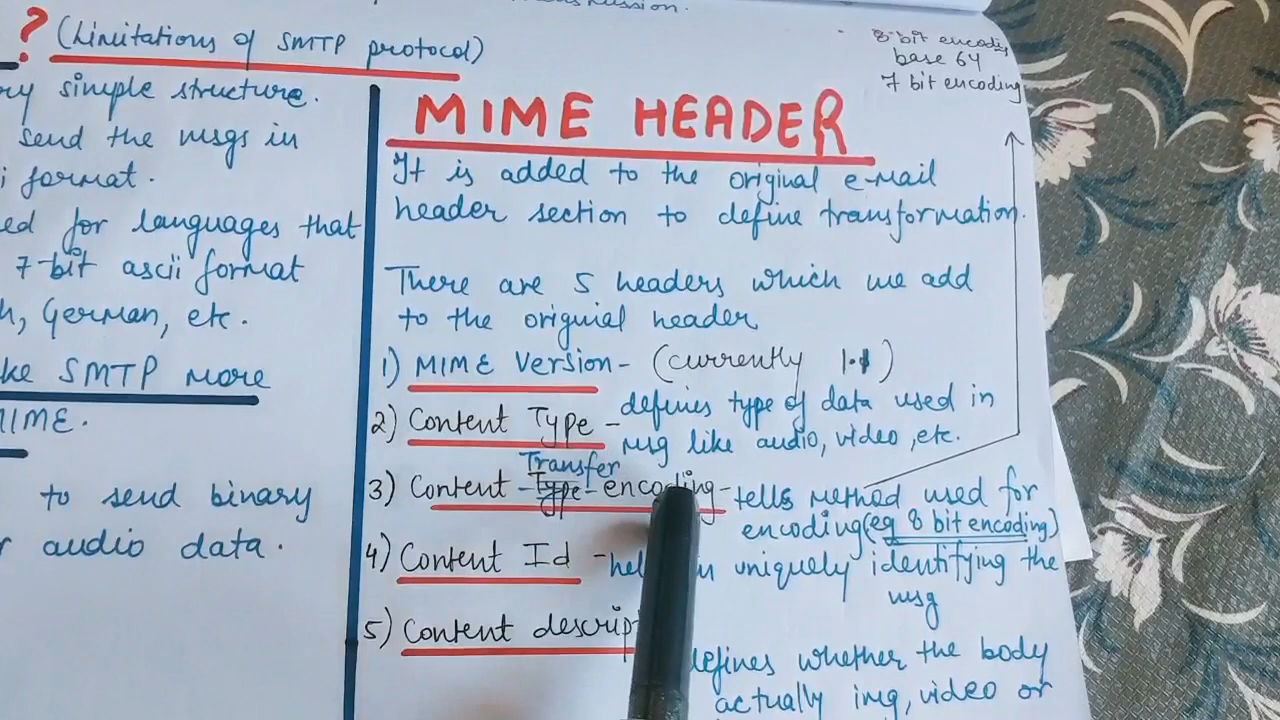 ? (Limitations of SMTP protocol)
ry simple structure.
send the msgs in
i format.
ed for languages that
7-bit ascii format
h, German, etc.
ke SMTP more
MIME.
to send binary
r audio data.
8-bit encodin
base 64
7 bit encoding
MIME HEADER
It is added to the original e-mail
header section to define transformation.
There are 5 headers which we add
to the original header
1) MIME Version - (currently 1.1)
2) Content Type - defines type of data used in
msg like audio, video, etc.
Transfer
3) Content - Type - encoding - tells method used for
encoding (eg 8 bit encoding)
4) Content Id - hel in uniquely identifying the
msg
5) Content descrip
defines whether the body
actually img, video or